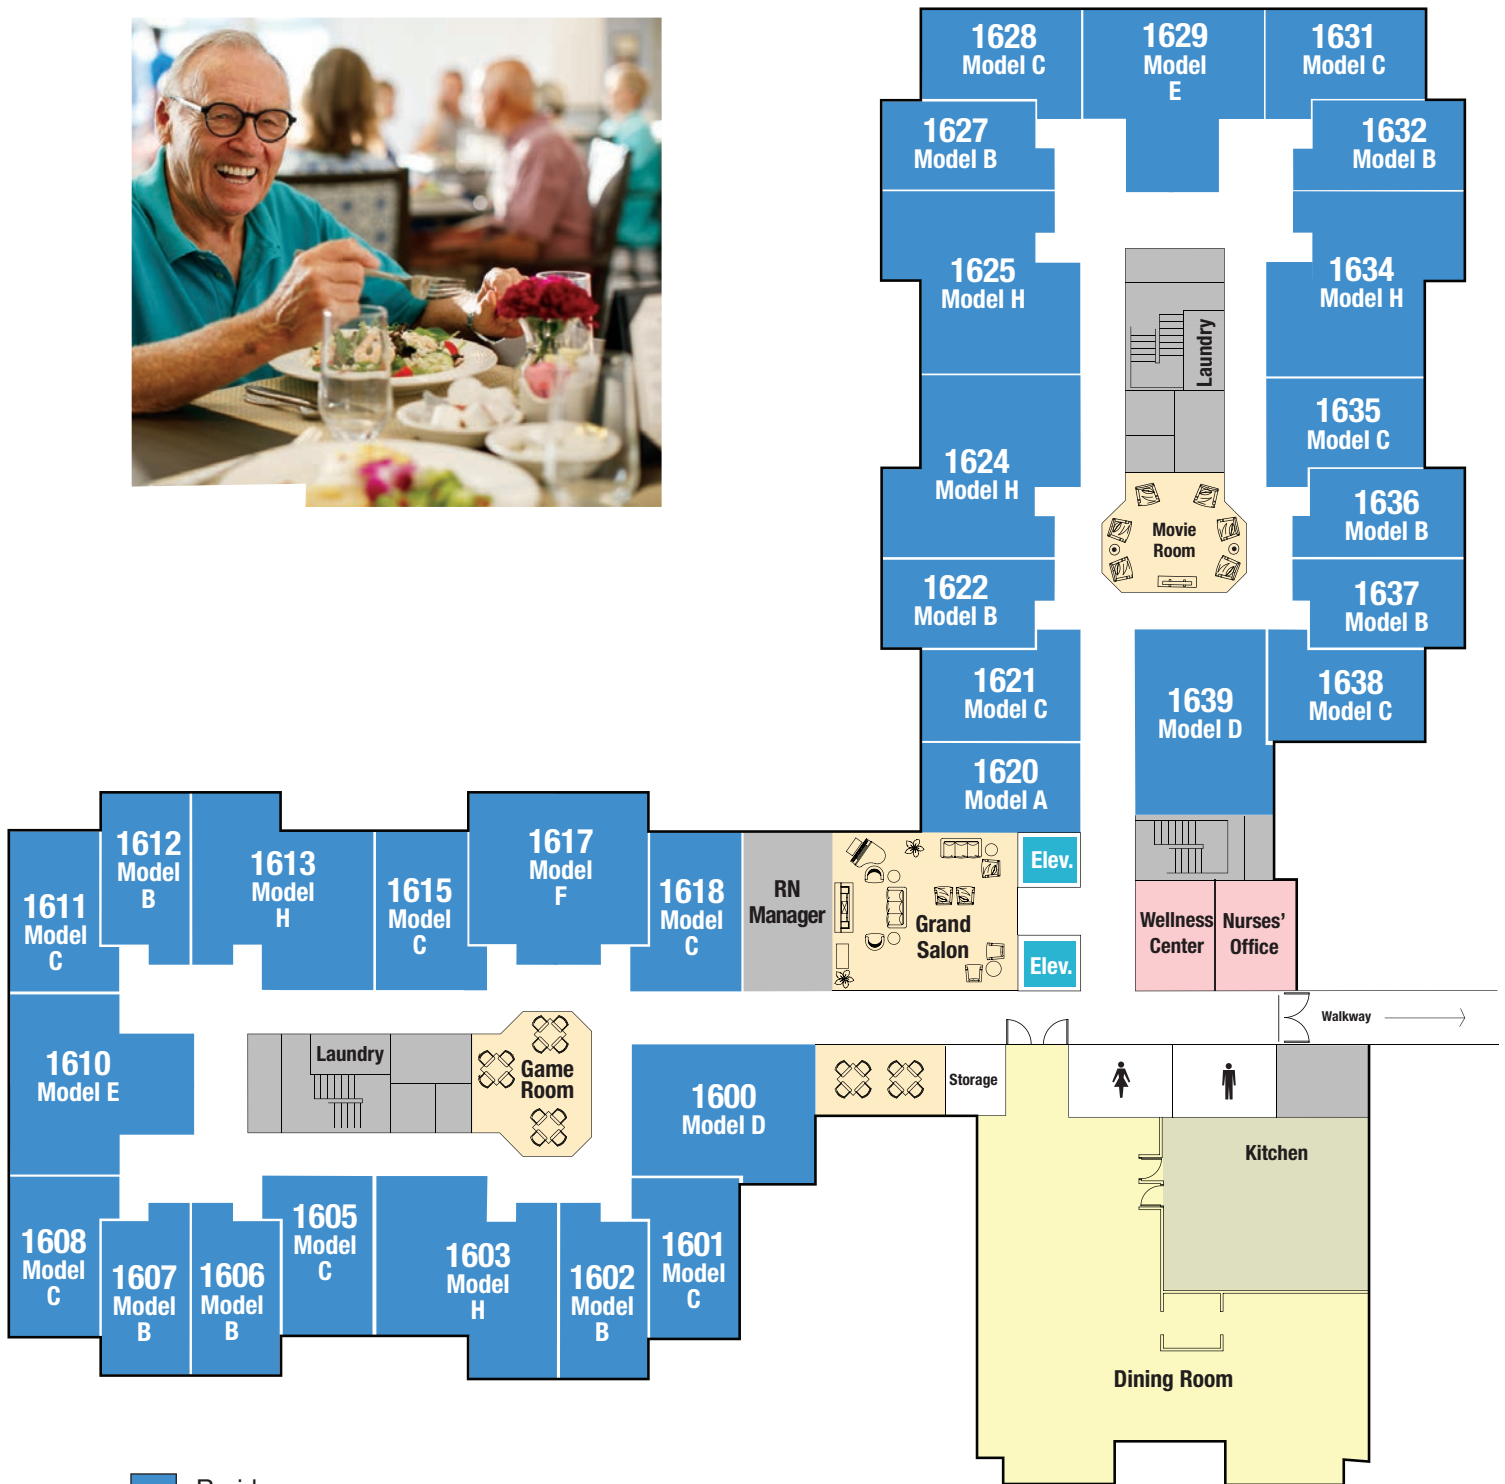 1628
Model C
1629
Model
E
1631
Model C
1627
Model B
1632
Model B
1625
Model H
1634
Model H
Laundry
1635
Model C
1624
Model H
1636
Model B
Movie
Room
1622
Model B
1637
Model B
1621
Model C
1639
Model D
1638
Model C
1620
Model A
1612
Model
B
1613
Model
H
1617
Model
F
1611
Model
C
1615
Model
C
1618
Model
C
RN
Manager
Grand
Salon
Elev.
Elev.
Wellness
Center
Nurses'
Office
Walkway
1610
Model E
Laundry
Game
Room
1600
Model D
Storage
Kitchen
1608
Model
C
1607
Model
B
1606
Model
B
1605
Model
C
1603
Model
H
1602
Model
B
1601
Model
C
Dining Room